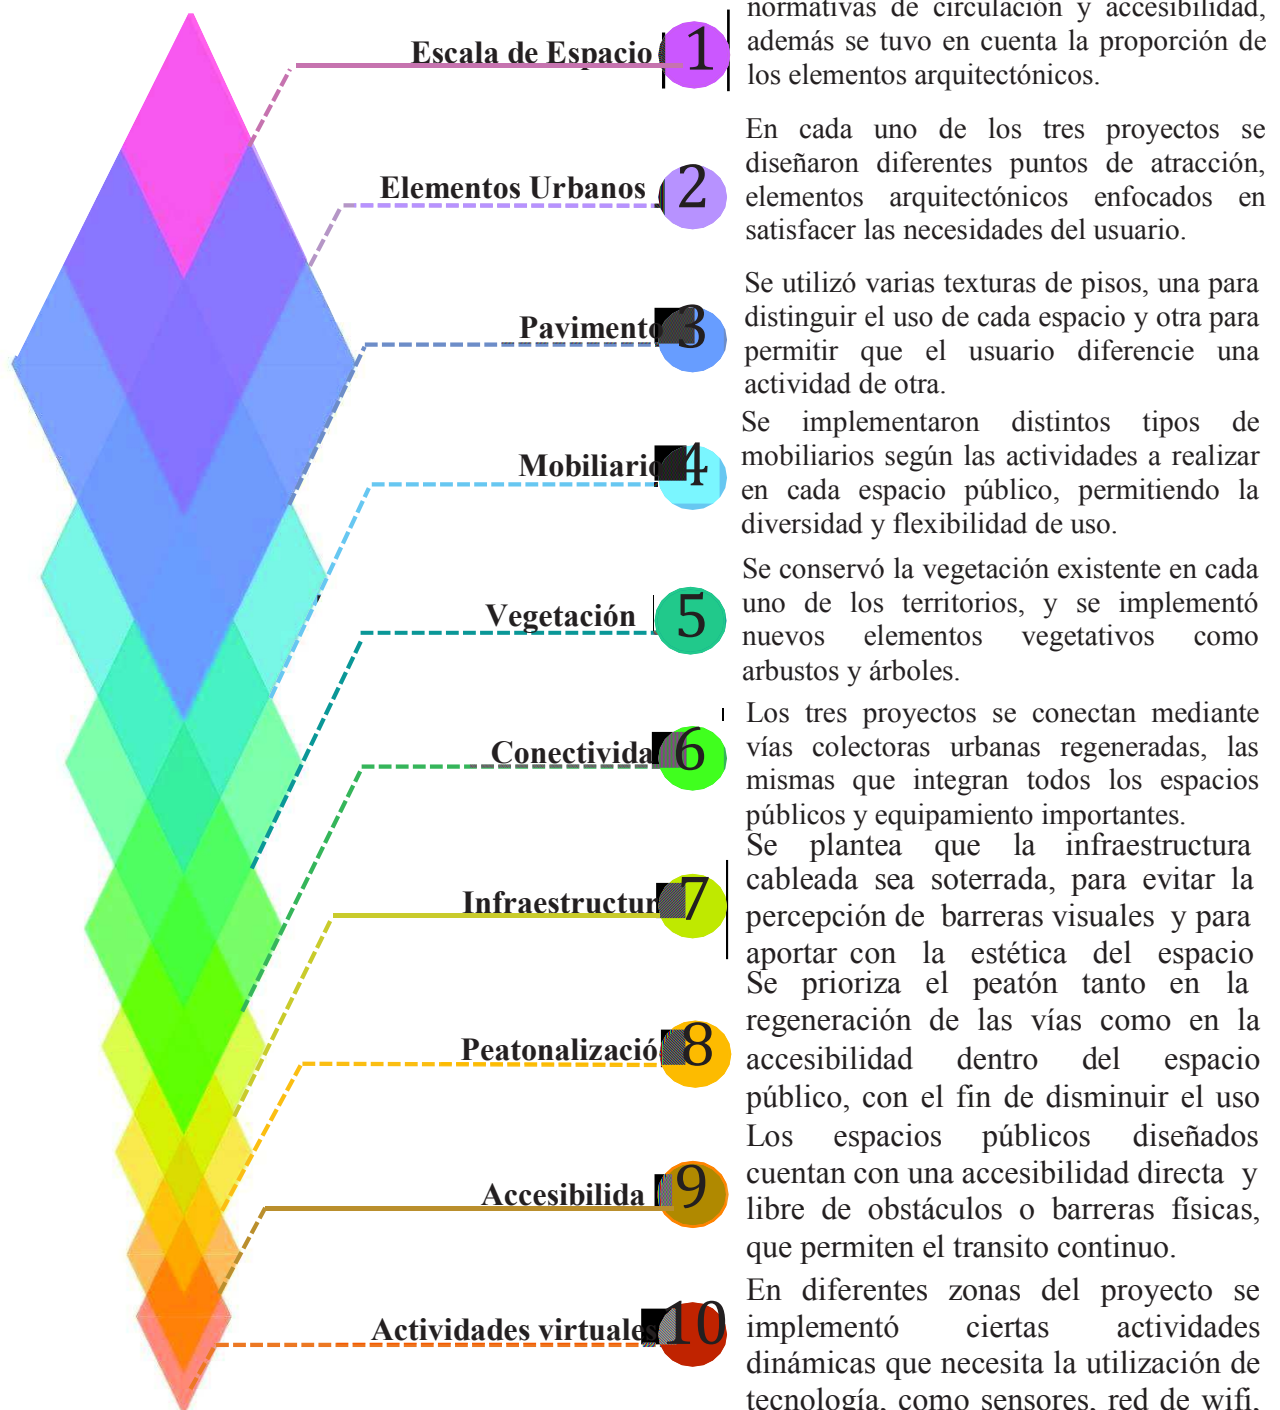 normativas de circulación y accesibilidad,
además se tuvo en cuenta la proporción de
los elementos arquitectónicos.
Escala de Espacio 1
En cada uno de los tres proyectos se
diseñaron diferentes puntos de atracción,
elementos arquitectónicos enfocados en
satisfacer las necesidades del usuario.
Elementos Urbanos 2
Se utilizó varias texturas de pisos, una para
distinguir el uso de cada espacio y otra para
permitir que el usuario diferencie una
actividad de otra.
Pavimento 3
Se implementaron distintos tipos de
mobiliarios según las actividades a realizar
en cada espacio público, permitiendo la
diversidad y flexibilidad de uso.
Mobiliario 4
Se conservó la vegetación existente en cada
uno de los territorios, y se implementó
nuevos elementos vegetativos como
arbustos y árboles.
Vegetación 5
Los tres proyectos se conectan mediante
vías colectoras urbanas regeneradas, las
mismas que integran todos los espacios
públicos y equipamiento importantes.
Conectivida 6
Se plantea que la infraestructura
cableada sea soterrada, para evitar la
percepción de barreras visuales y para
aportar con la estética del espacio
Infraestructur 7
Se prioriza el peatón tanto en la
regeneración de las vías como en la
accesibilidad dentro del espacio
público, con el fin de disminuir el uso
Peatonalizació 8
Los espacios públicos diseñados
cuentan con una accesibilidad directa y
libre de obstáculos o barreras físicas,
que permiten el transito continuo.
Accesibilida 9
En diferentes zonas del proyecto se
implementó ciertas actividades
dinámicas que necesita la utilización de
tecnología, como sensores, red de wifi,
Actividades virtuales 10